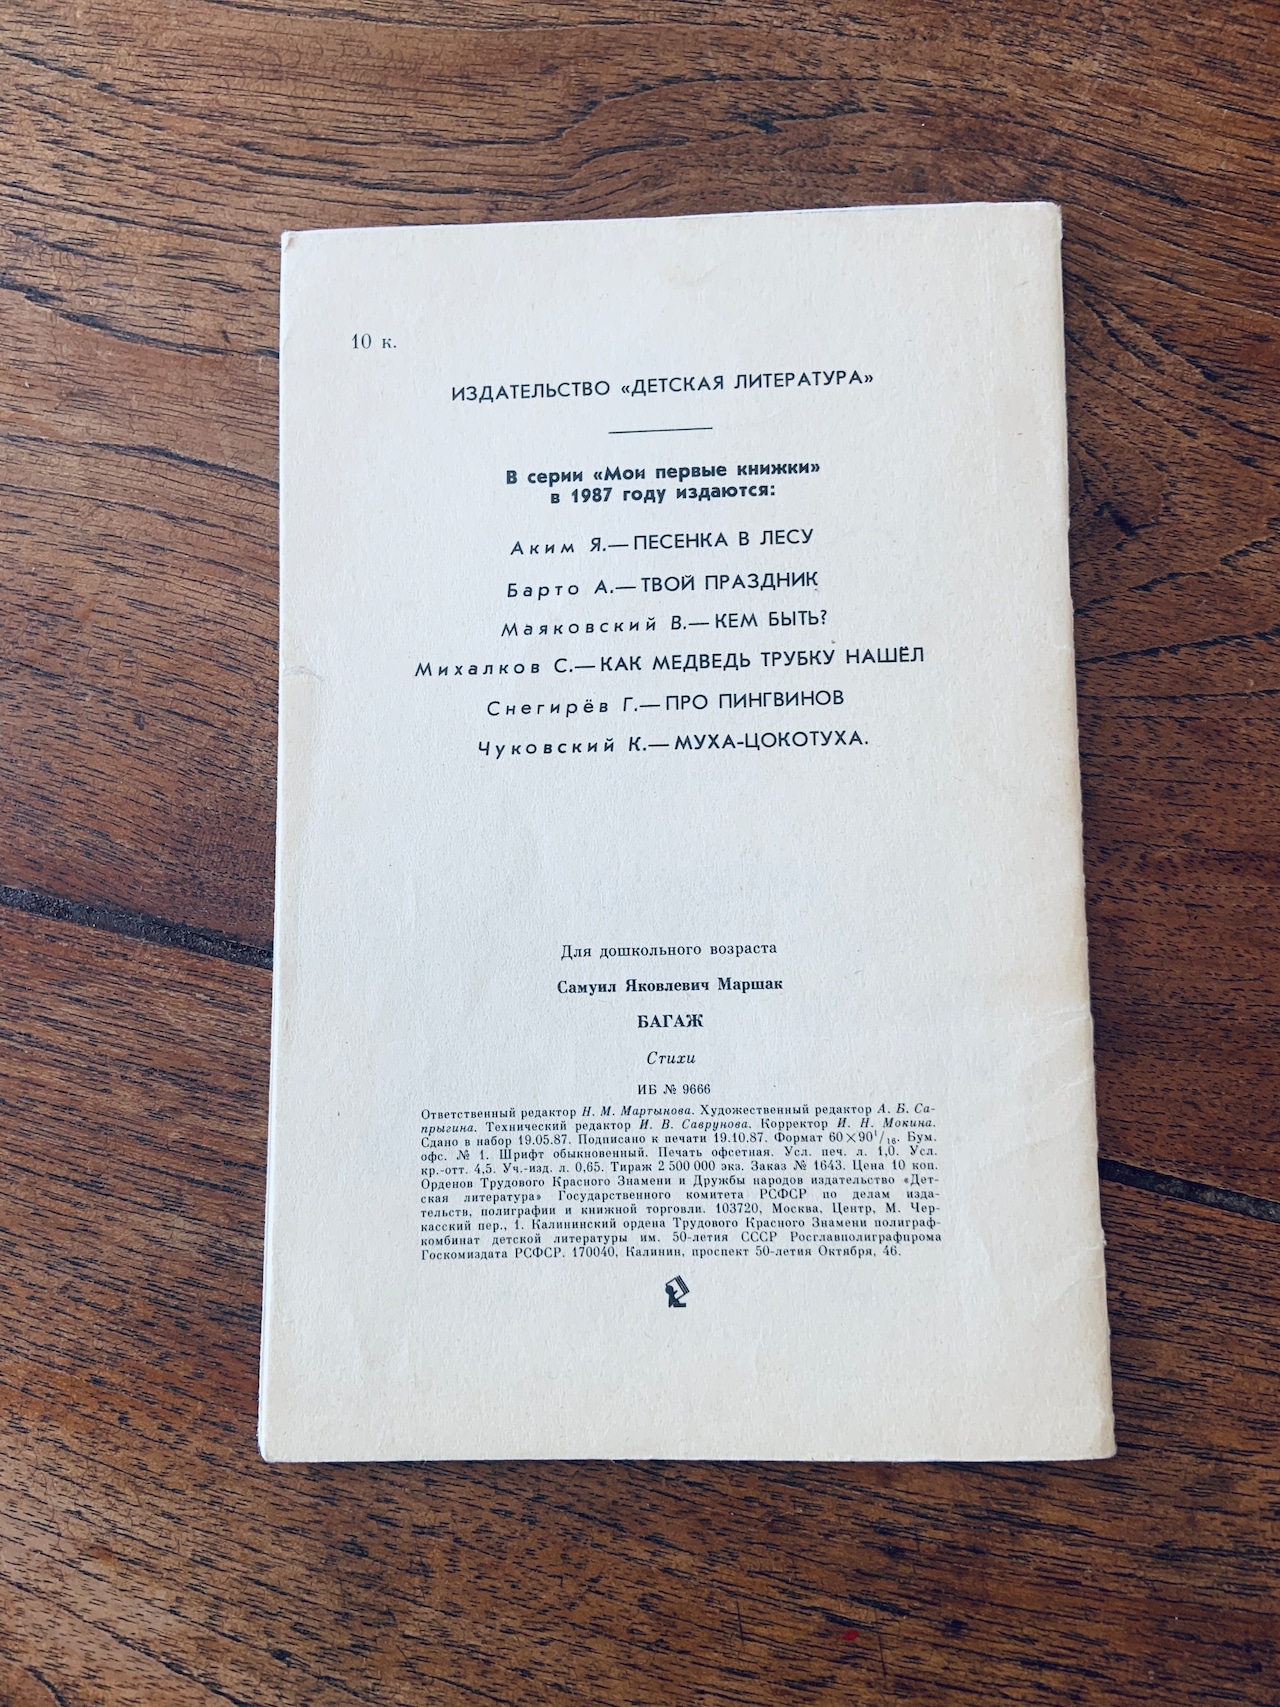 10 к.
ИЗДАТЕЛЬСТВО «ДЕТСКАЯ ЛИТЕРАТУРА»
В серии «Мои первые книжки»
в 1987 году издаются:
Аким Я.— ПЕСЕНКА В ЛЕСУ
Барто А.— ТВОЙ ПРАЗДНИК
Маяковский В.— КЕМ БЫТЬ?
Михалков С.— КАК МЕДВЕДЬ ТРУБКУ НАШЁЛ
Снегирёв Г.— ПРО ПИНГВИНОВ
Чуковский К.— МУХА-ЦОКОТУХА.
Для дошкольного возраста
Самуил Яковлевич Маршак
БАГАЖ
Стихи
ИБ № 9666
Ответственный редактор Н. М. Мартынова. Художественный редактор А. Б. Са-
прыгина. Технический редактор И. В. Саврунова. Корректор И. Н. Мокина.
Сдано в набор 19.05.87. Подписано к печати 19.10.87. Формат 60×90¹/₁₆. Бум.
офс. № 1. Шрифт обыкновенный. Печать офсетная. Усл. печ. л. 1,0. Усл.
кр.-отт. 4,5. Уч.-изд. л. 0,65. Тираж 2 500 000 экз. Заказ № 1643. Цена 10 коп.
Орденов Трудового Красного Знамени и Дружбы народов издательство «Дет-
ская литература» Государственного комитета РСФСР по делам изда-
тельств, полиграфии и книжной торговли. 103720, Москва, Центр, М. Чер-
касский пер., 1. Калининский ордена Трудового Красного Знамени полиграф-
комбинат детской литературы им. 50-летия СССР Росглавполиграфпрома
Госкомиздата РСФСР. 170040, Калинин, проспект 50-летия Октября, 46.